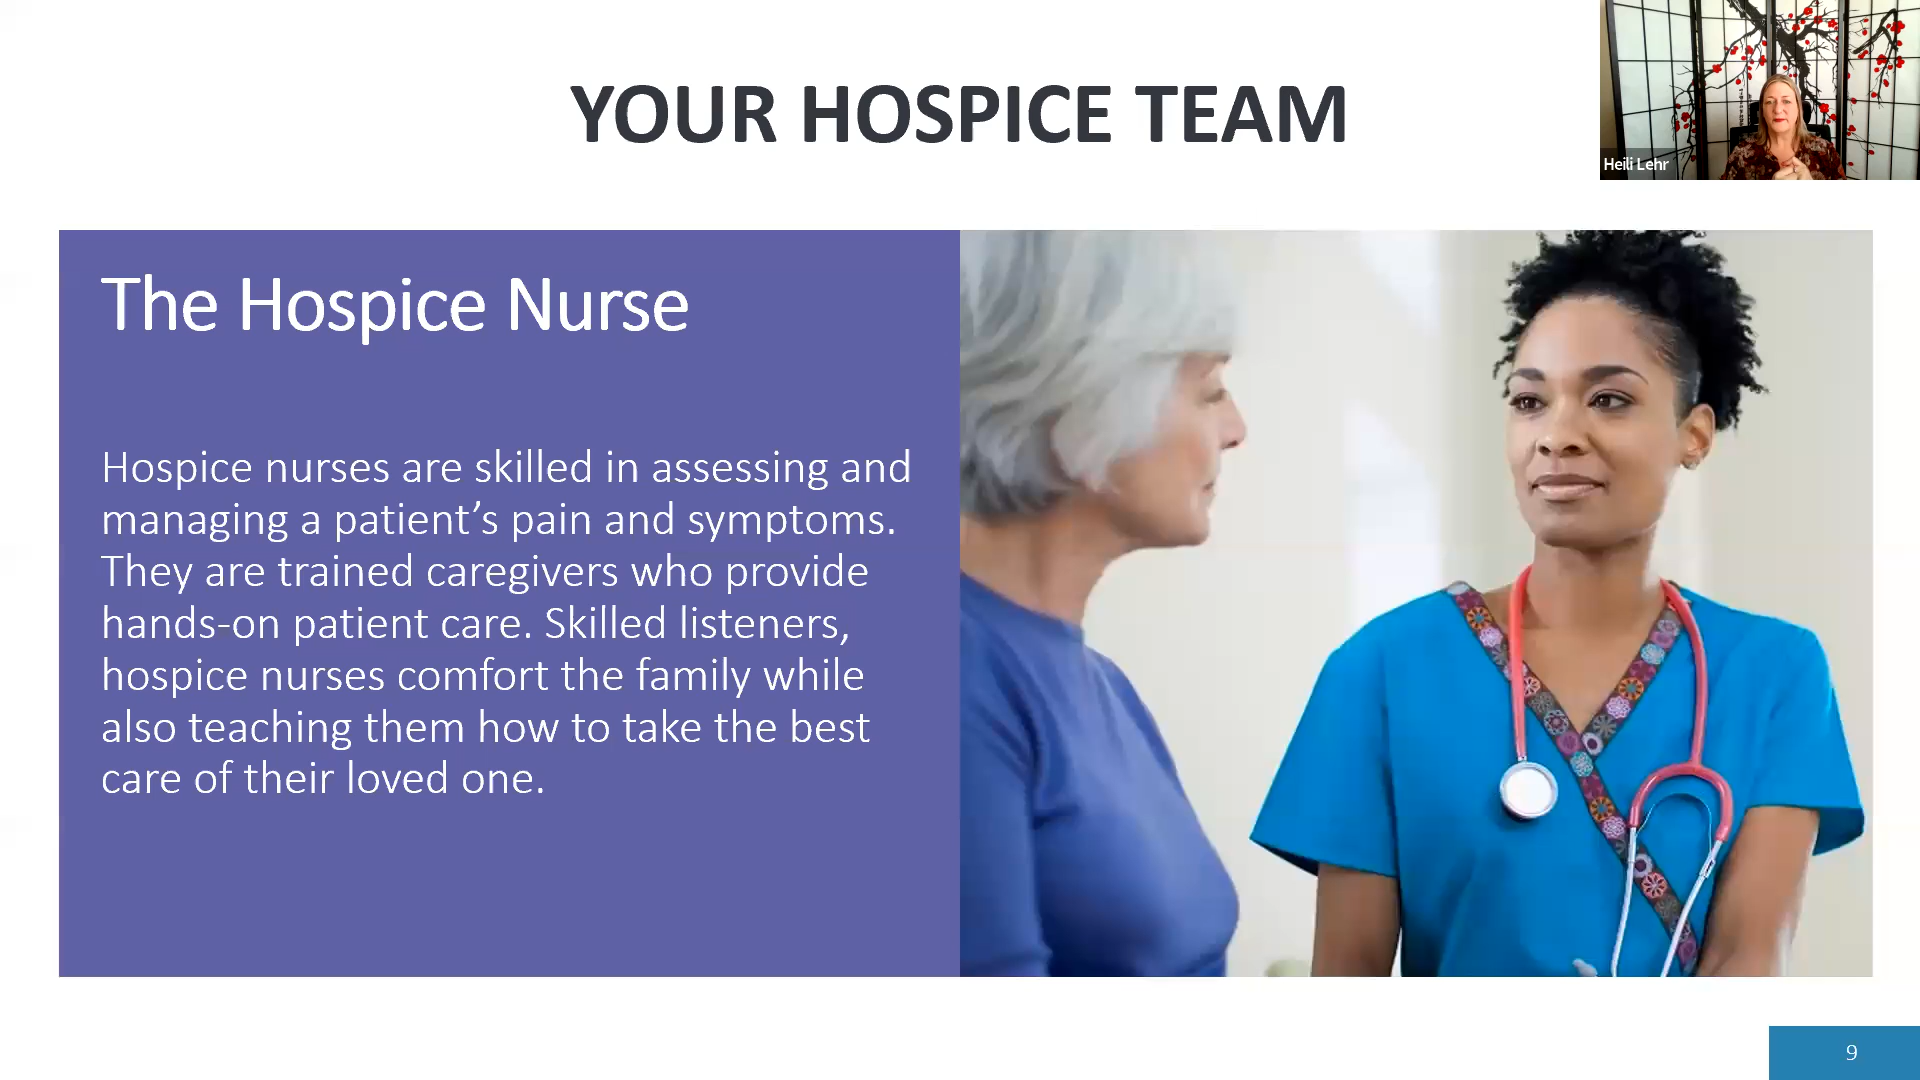 YOUR HOSPICE TEAM
Heili Lehr
The Hospice Nurse
Hospice nurses are skilled in assessing and
managing a patient’s pain and symptoms.
They are trained caregivers who provide
hands-on patient care. Skilled listeners,
hospice nurses comfort the family while
also teaching them how to take the best
care of their loved one.
9